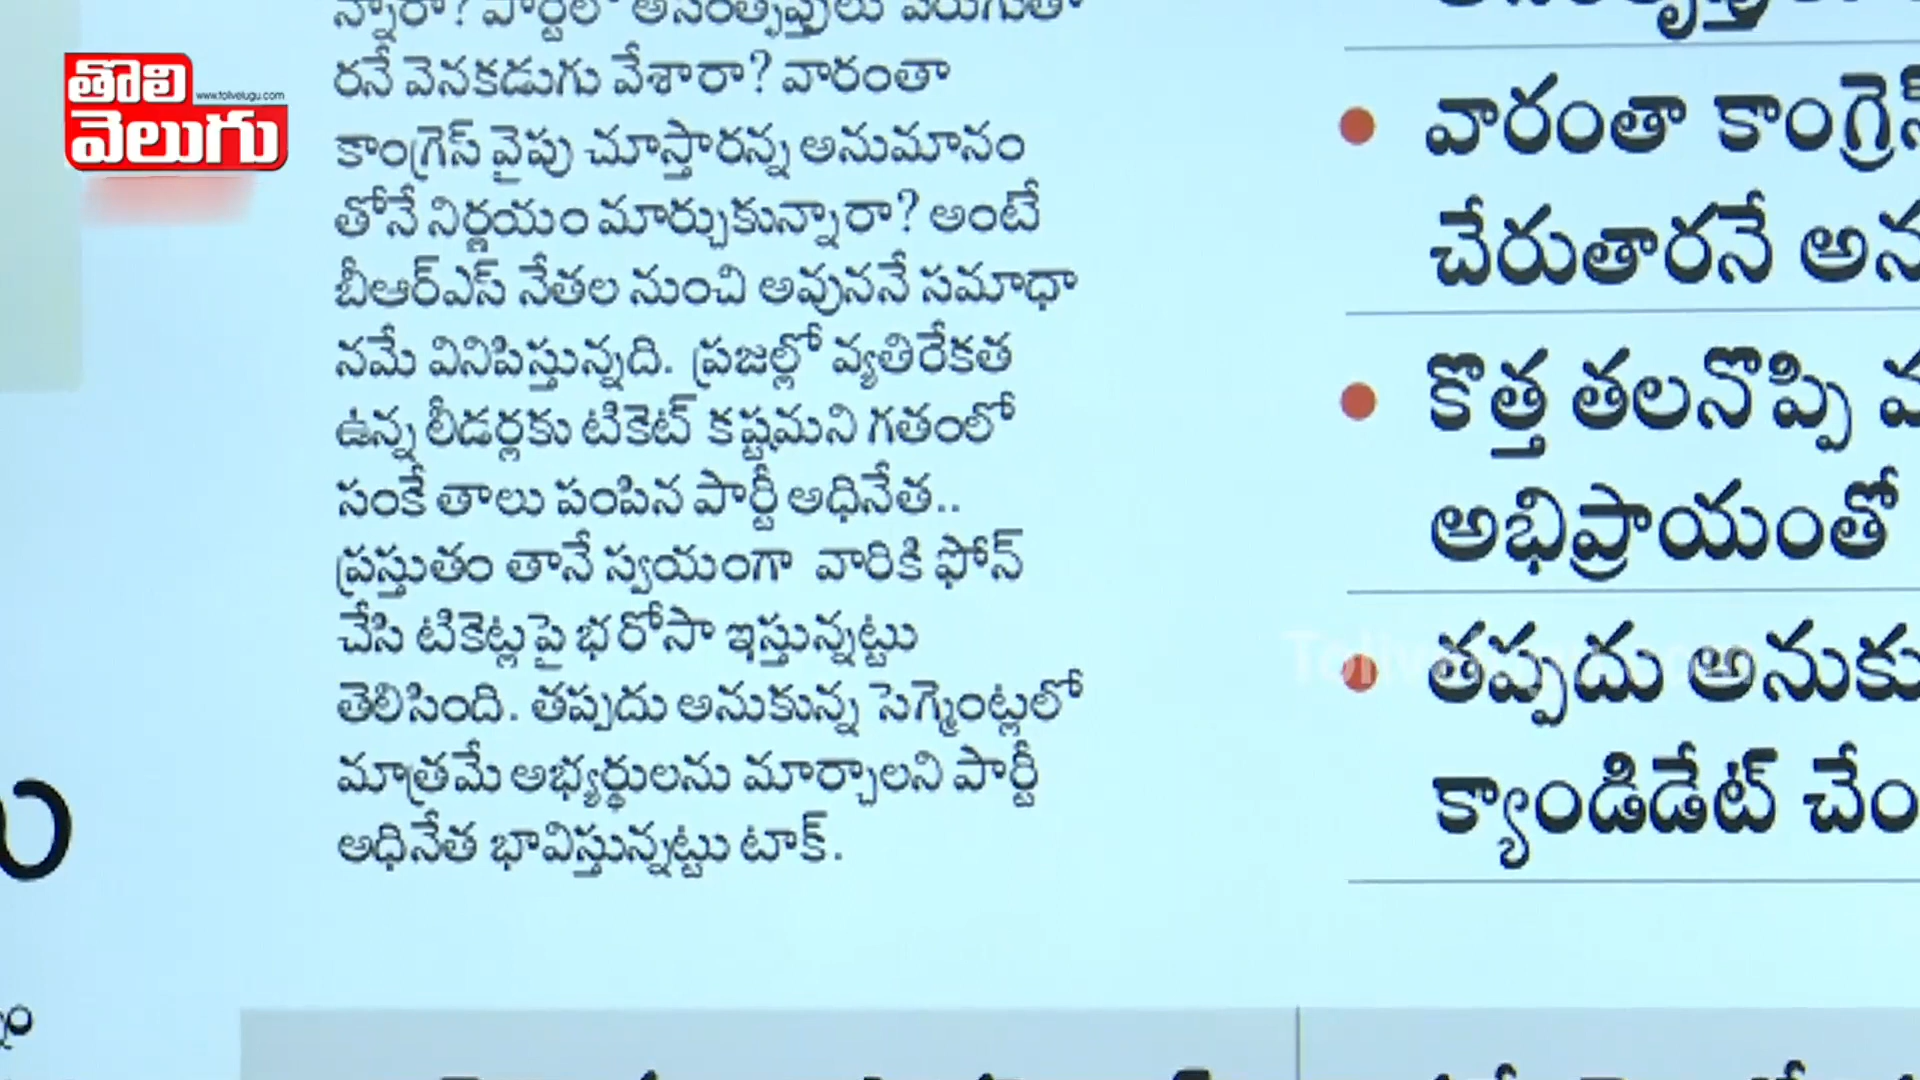 తొలి
www.tolivelugu.com
వెలుగు
రనే వెనకడుగు వేశారా? వారంతా
కాంగ్రెస్ వైపు చూస్తారన్న అనుమానం
తోనే నిర్ణయం మార్చుకున్నారా? అంటే
బీఆర్ఎస్ నేతల నుంచి అవుననే సమాధా
నమే వినిపిస్తున్నది. ప్రజల్లో వ్యతిరేకత
ఉన్న లీడర్లకు టికెట్ కష్టమని గతంలో
సంకే తాలు పంపిన పార్టీ అధినేత..
ప్రస్తుతం తానే స్వయంగా వారికి ఫోన్
చేసి టికెట్లపై భరోసా ఇస్తున్నట్టు
తెలిసింది. తప్పదు అనుకున్న సెగ్మెంట్లలో
మాత్రమే అభ్యర్థులను మార్చాలని పార్టీ
అధినేత భావిస్తున్నట్టు టాక్.
వారంతా కాంగ్రెస్
చేరుతారనే అను
కొత్త తలనొప్పి
అభిప్రాయంతో
తప్పదు అనుకు
క్యాండిడేట్ చేం